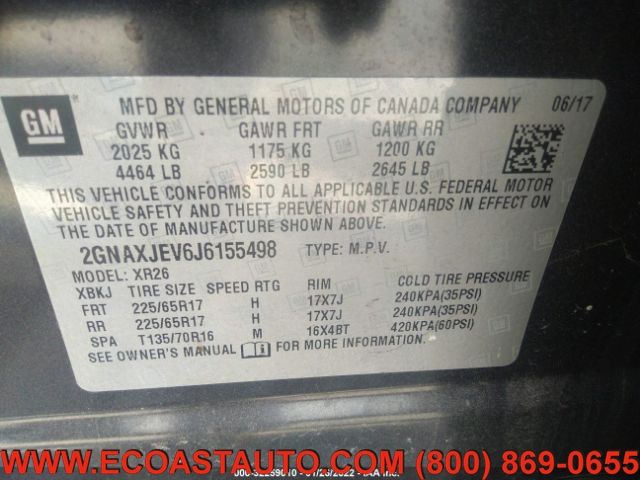 GM
MFD BY GENERAL MOTORS OF CANADA COMPANY 06/17
GVWR GAWR FRT GAWR RR
2025 KG 1175 KG 1200 KG
4464 LB 2590 LB 2645 LB
THIS VEHICLE CONFORMS TO ALL APPLICABLE U.S. FEDERAL MOTOR
VEHICLE SAFETY AND THEFT PREVENTION STANDARDS IN EFFECT ON
THE DATE OF MANUFACTURE SHOWN ABOVE.
2GNAXJEV6J6155498 TYPE: M.P.V.
MODEL: XR26
XBKJ TIRE SIZE SPEED RTG RIM COLD TIRE PRESSURE
FRT 225/65R17 H 17X7J 240KPA(35PSI)
RR 225/65R17 H 17X7J 240KPA(35PSI)
SPA T135/70R16 M 16X4BT 420KPA(60PSI)
SEE OWNER'S MANUAL FOR MORE INFORMATION.
WWW.ECOASTAUTO.COM (800) 869-0655